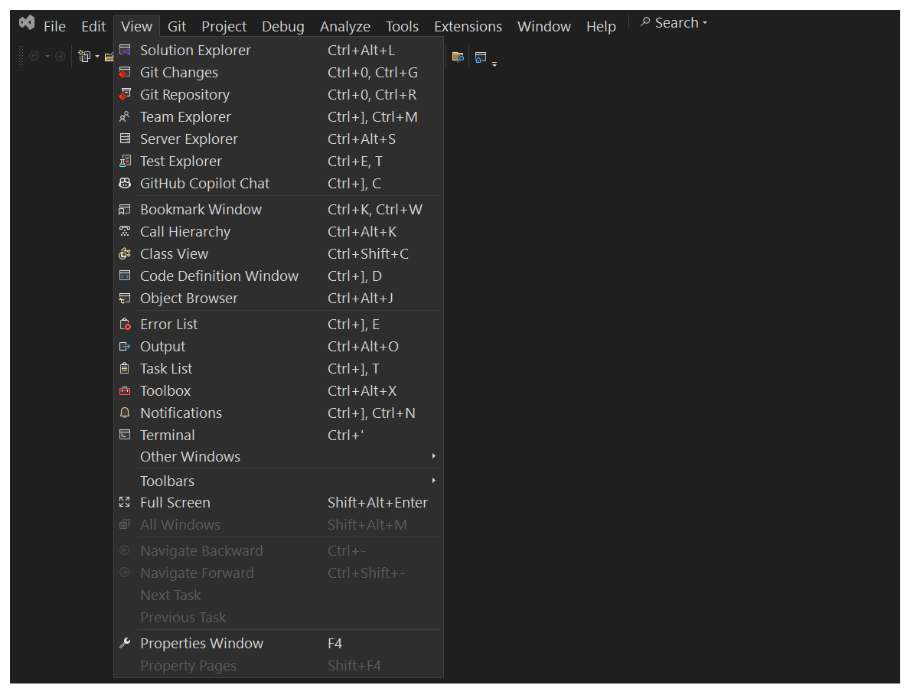 File Edit View Git Project Debug Analyze Tools Extensions Window Help Search
Solution Explorer Ctrl+Alt+L
Git Changes Ctrl+0, Ctrl+G
Git Repository Ctrl+0, Ctrl+R
Team Explorer Ctrl+], Ctrl+M
Server Explorer Ctrl+Alt+S
Test Explorer Ctrl+E, T
GitHub Copilot Chat Ctrl+], C
Bookmark Window Ctrl+K, Ctrl+W
Call Hierarchy Ctrl+Alt+K
Class View Ctrl+Shift+C
Code Definition Window Ctrl+], D
Object Browser Ctrl+Alt+J
Error List Ctrl+], E
Output Ctrl+Alt+O
Task List Ctrl+], T
Toolbox Ctrl+Alt+X
Notifications Ctrl+], Ctrl+N
Terminal Ctrl+'
Other Windows
Toolbars
Full Screen Shift+Alt+Enter
All Windows Shift+Alt+M
Navigate Backward Ctrl+-
Navigate Forward Ctrl+Shift+-
Next Task
Previous Task
Properties Window F4
Property Pages Shift+F4